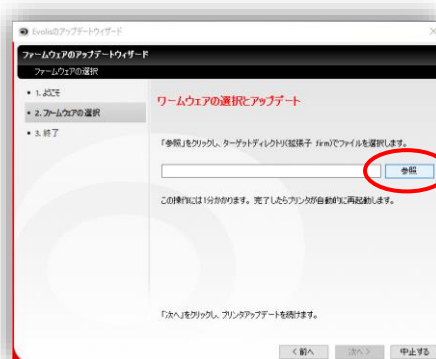 Evolisのアップデートウィザード
ファームウェアのアップデートウィザード
ファームウェアの選択
• 1. ようこそ
• 2. ファームウェアの選択
• 3. 終了
ワームウェアの選択とアップデート
「参照」をクリックし、ターゲットディレクトリ(拡張子 .firm)でファイルを選択します。
参照
この操作には1分かかります。完了したらプリンタが自動的に再起動します。
「次へ」をクリックし、プリンタアップデートを続けます。
< 前へ
次へ >
中止する